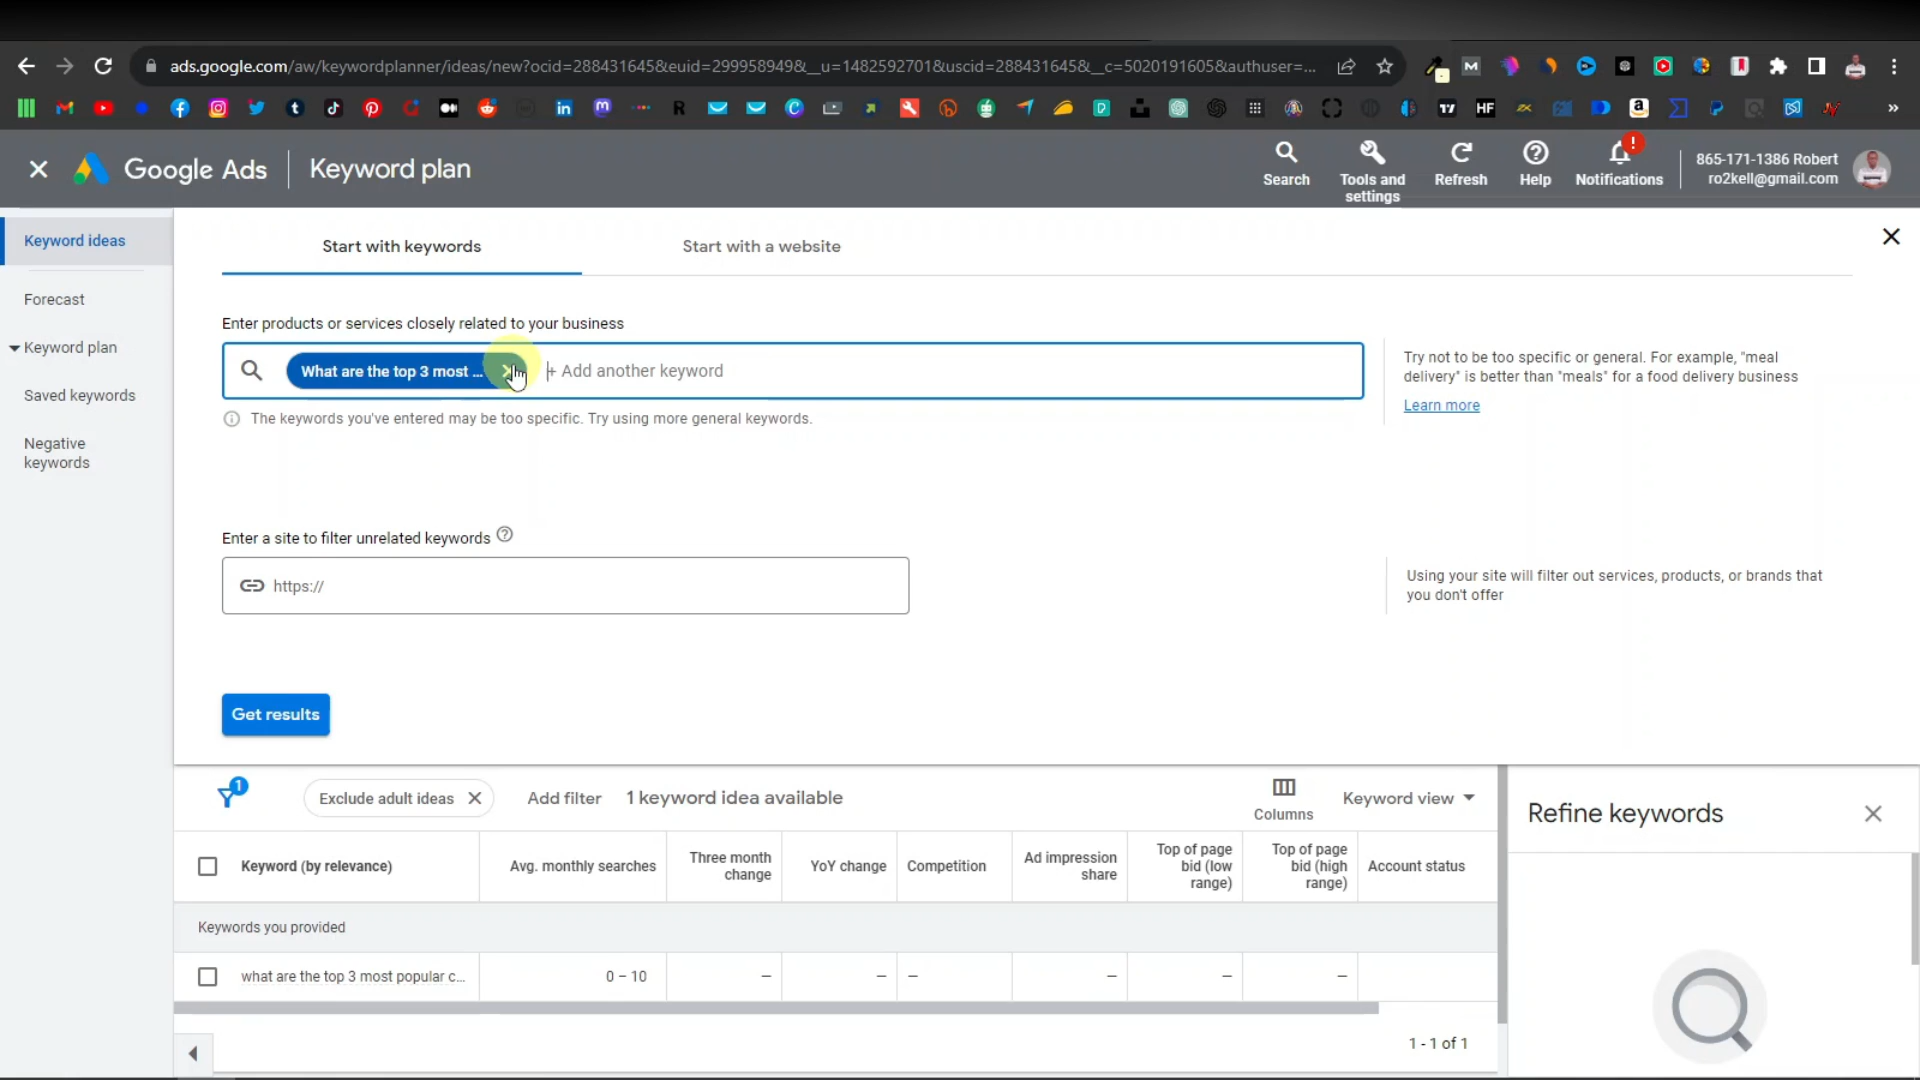 ads.google.com/aw/keywordplanner/ideas/new?ocid=288431645&euid=299958949&__u=1482592701&uscid=288431645&__c=5020191605&authuser=...
Google Ads
Keyword plan
Search
Tools and
settings
Refresh
Help
!
Notifications
865-171-1386 Robert
ro2kell@gmail.com
Keyword ideas
Forecast
Keyword plan
Saved keywords
Negative
keywords
Start with keywords
Start with a website
Enter products or services closely related to your business
What are the top 3 most ...
+ Add another keyword
The keywords you've entered may be too specific. Try using more general keywords.
Try not to be too specific or general. For example, "meal
delivery" is better than "meals" for a food delivery business
Learn more
Enter a site to filter unrelated keywords
https://
Using your site will filter out services, products, or brands that
you don't offer
Get results
1
Exclude adult ideas
Add filter
1 keyword idea available
Columns
Keyword view
Refine keywords
Keyword (by relevance)
Avg. monthly searches
Three month
change
YoY change
Competition
Ad impression
share
Top of page
bid (low
range)
Top of page
bid (high
range)
Account status
Keywords you provided
what are the top 3 most popular c...
0 – 10
–
–
–
–
–
–
1 - 1 of 1